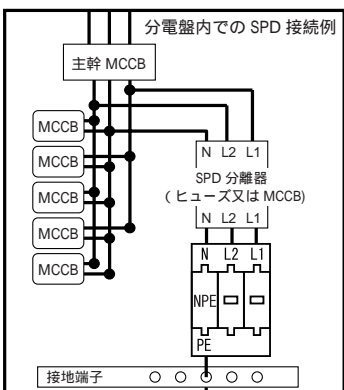 分電盤内での SPD 接続例
主幹 MCCB
MCCB
MCCB
MCCB
MCCB
MCCB
N L2 L1
SPD 分離器
( ヒューズ又は MCCB)
N L2 L1
N L2 L1
NPE
PE
接地端子